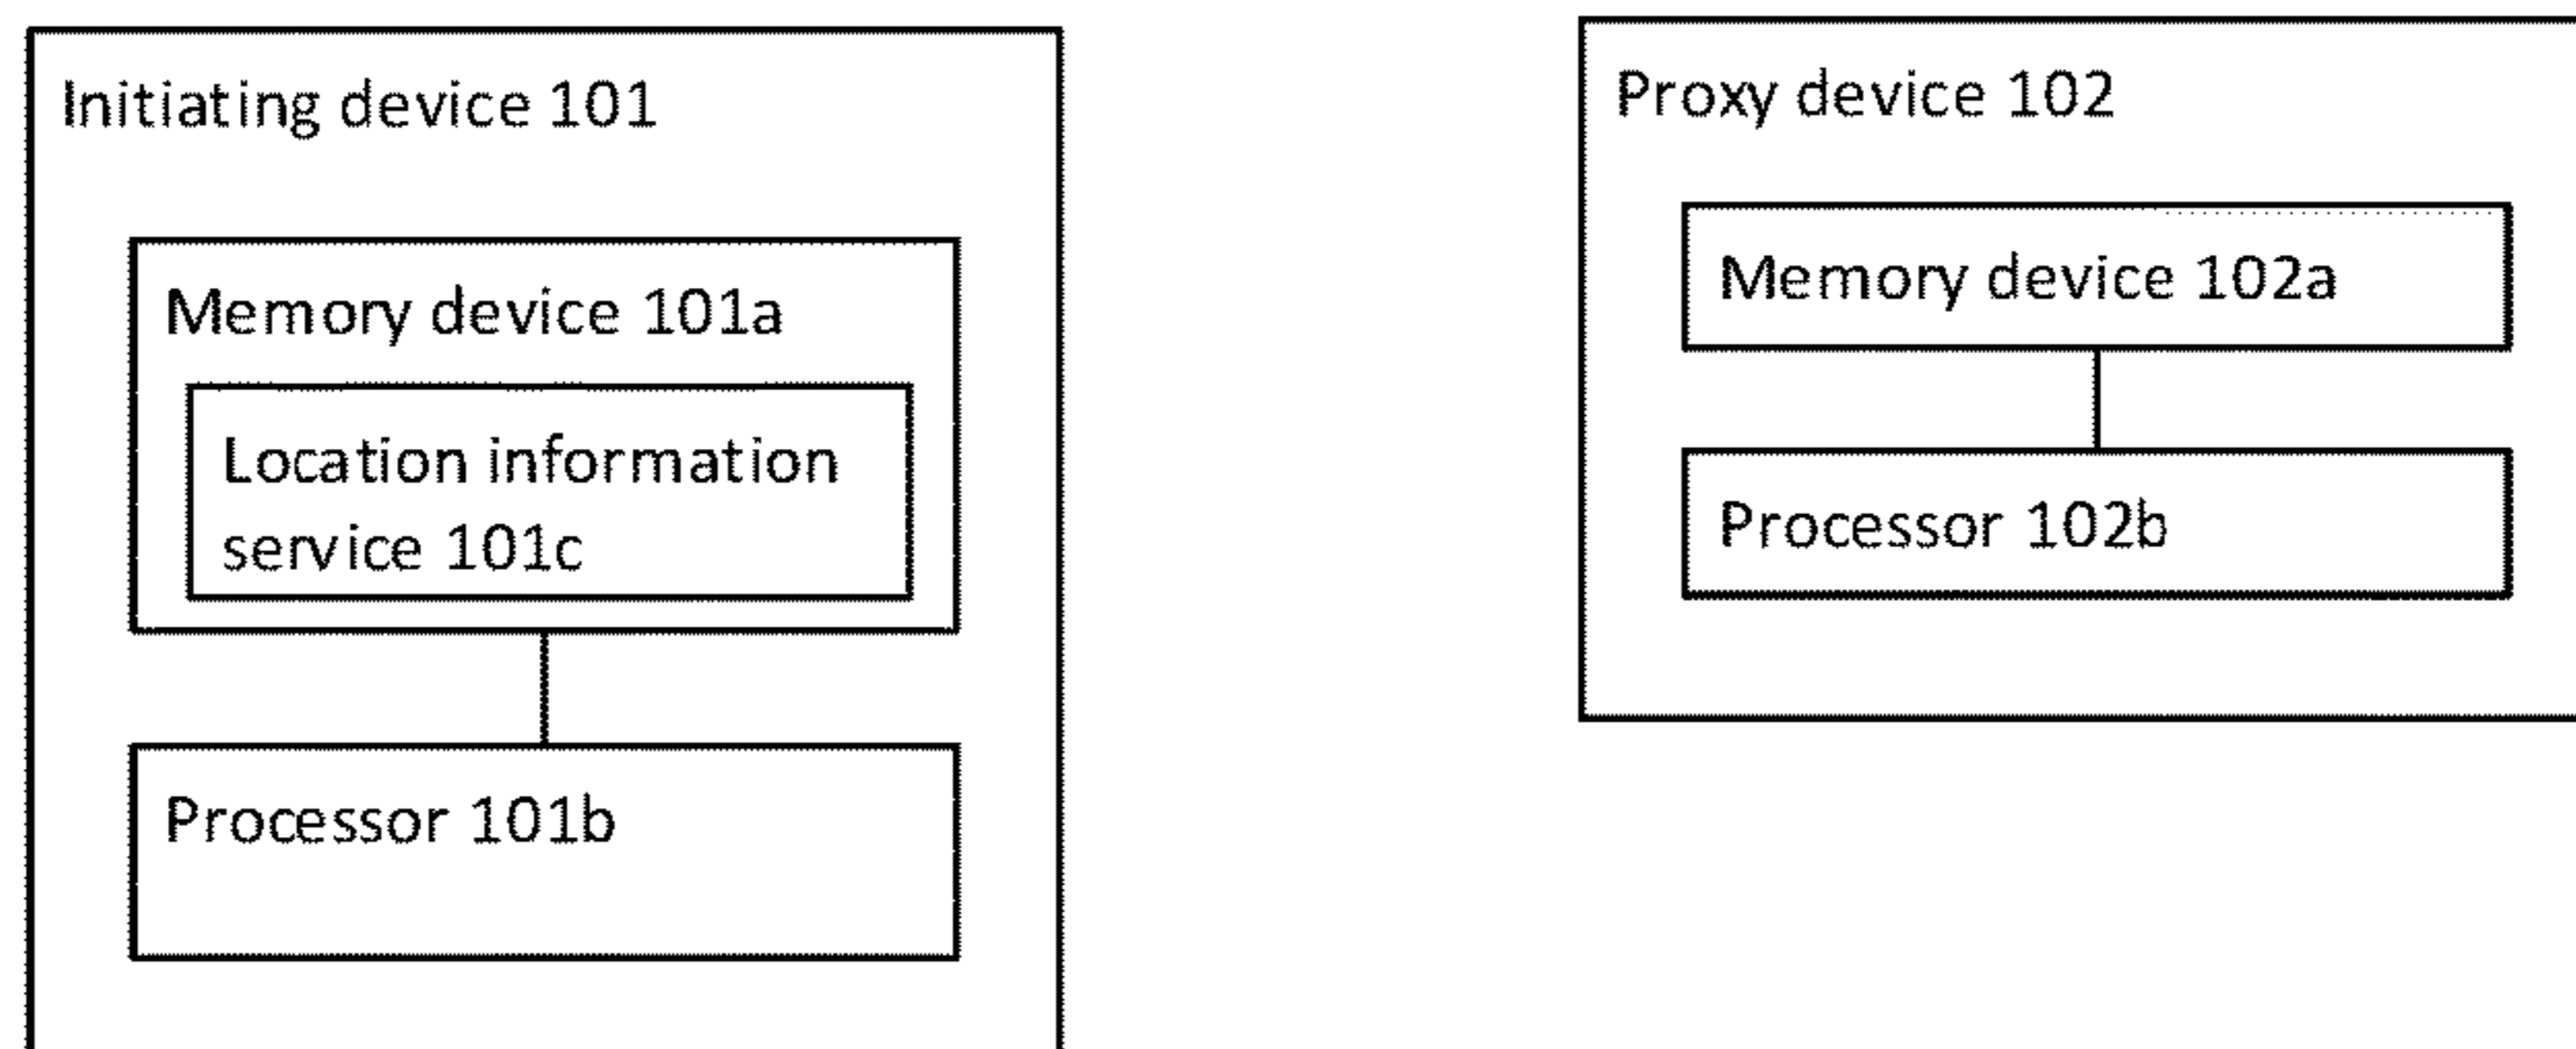 Initiating device 101
Memory device 101a
Location information
service 101c
Processor 101b
Proxy device 102
Memory device 102a
Processor 102b